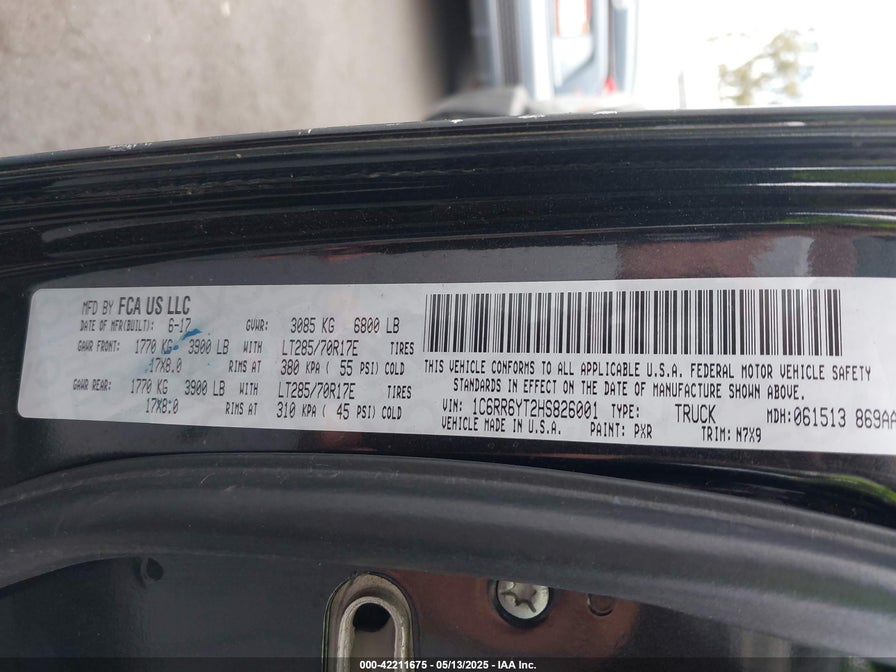 MFD BY FCA US LLC
DATE OF MFR(BUILT): 6-17 GVWR: 3085 KG 6800 LB
GAWR FRONT: 1770 KG 3900 LB WITH LT285/70R17E TIRES
17X8.0 RIMS AT 380 KPA ( 55 PSI) COLD
GAWR REAR: 1770 KG 3900 LB WITH LT285/70R17E TIRES
17X8.0 RIMS AT 310 KPA ( 45 PSI) COLD
THIS VEHICLE CONFORMS TO ALL APPLICABLE U.S.A. FEDERAL MOTOR VEHICLE SAFETY
STANDARDS IN EFFECT ON THE DATE OF MANUFACTURE SHOWN ABOVE.
VIN: 1C6RR6YT2HS826001 TYPE: TRUCK MDH: 061513 869AA
VEHICLE MADE IN U.S.A. PAINT: PXR TRIM: N7X9
000-42211675 - 05/13/2025 - IAA Inc.